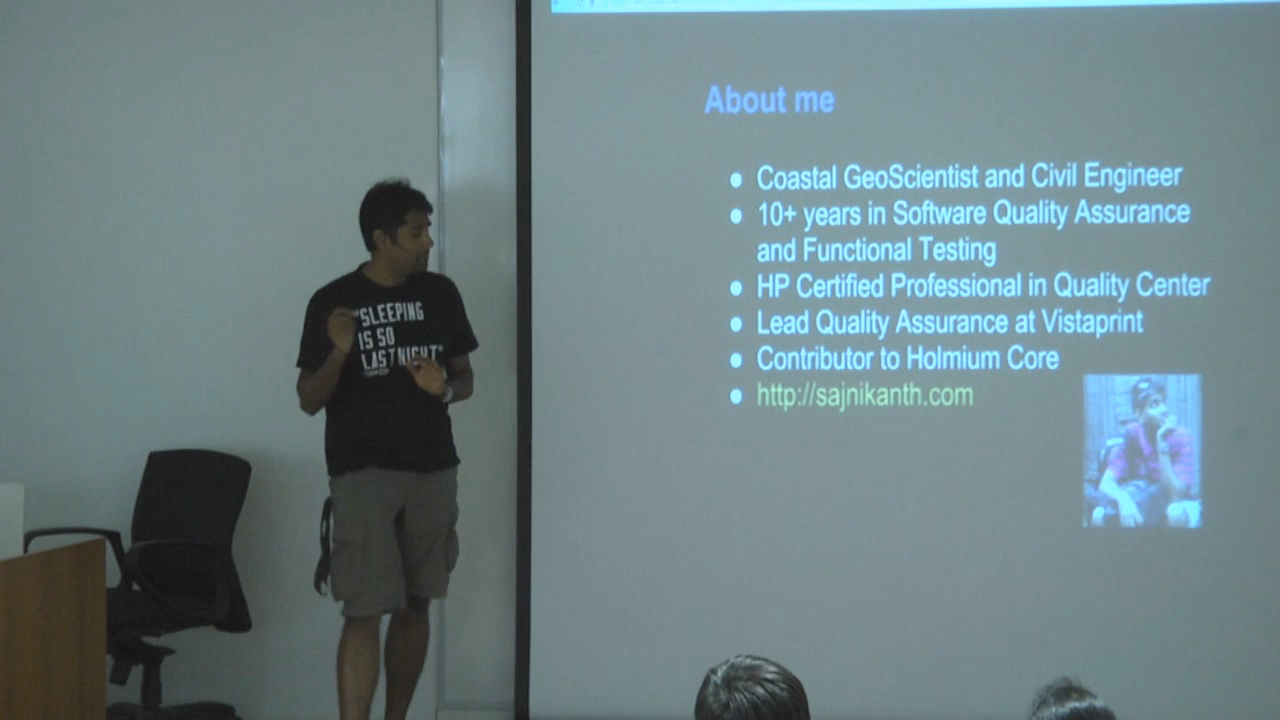 About me
Coastal GeoScientist and Civil Engineer
10+ years in Software Quality Assurance
and Functional Testing
HP Certified Professional in Quality Center
Lead Quality Assurance at Vistaprint
Contributor to Holmium Core
http://sajnikanth.com
"SLEEPING
IS SO
LAST NIGHT"